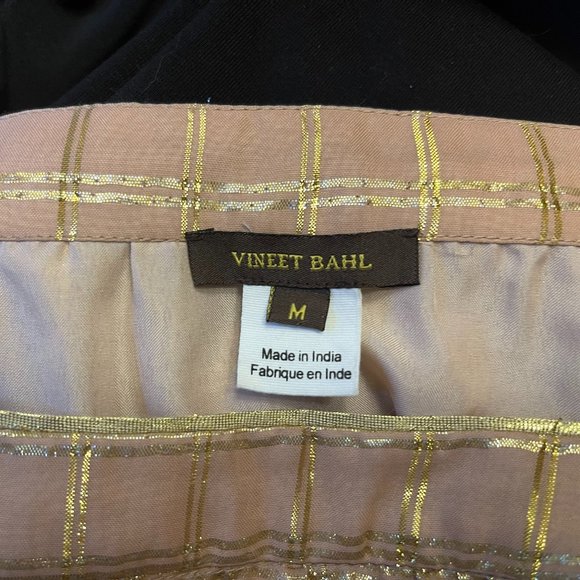 VINEET BAHL
M
Made in India
Fabrique en Inde